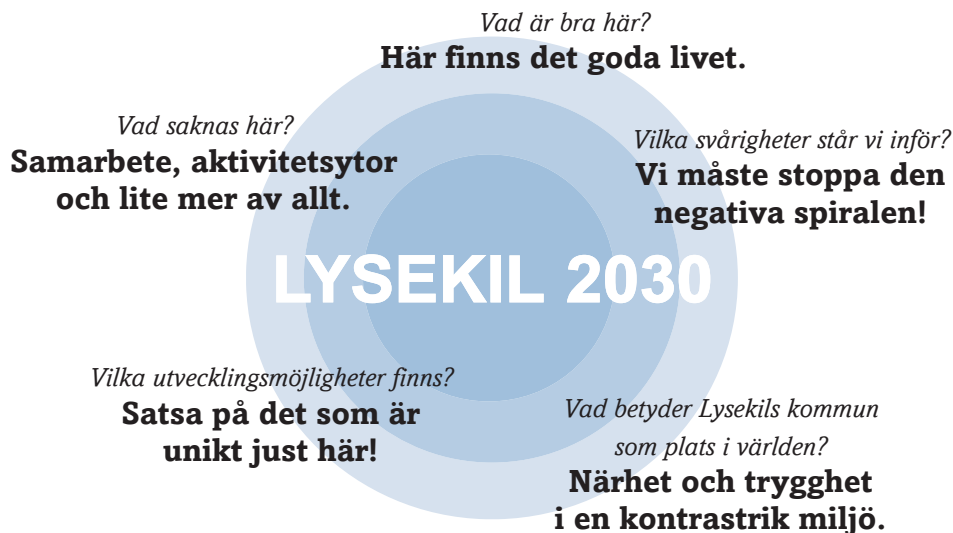 Vad är bra här?
Här finns det goda livet.
Vad saknas här?
Samarbete, aktivitetsytor
och lite mer av allt.
Vilka svårigheter står vi inför?
Vi måste stoppa den
negativa spiralen!
LYSEKIL 2030
Vilka utvecklingsmöjligheter finns?
Satsa på det som är
unikt just här!
Vad betyder Lysekils kommun
som plats i världen?
Närhet och trygghet
i en kontrastrik miljö.